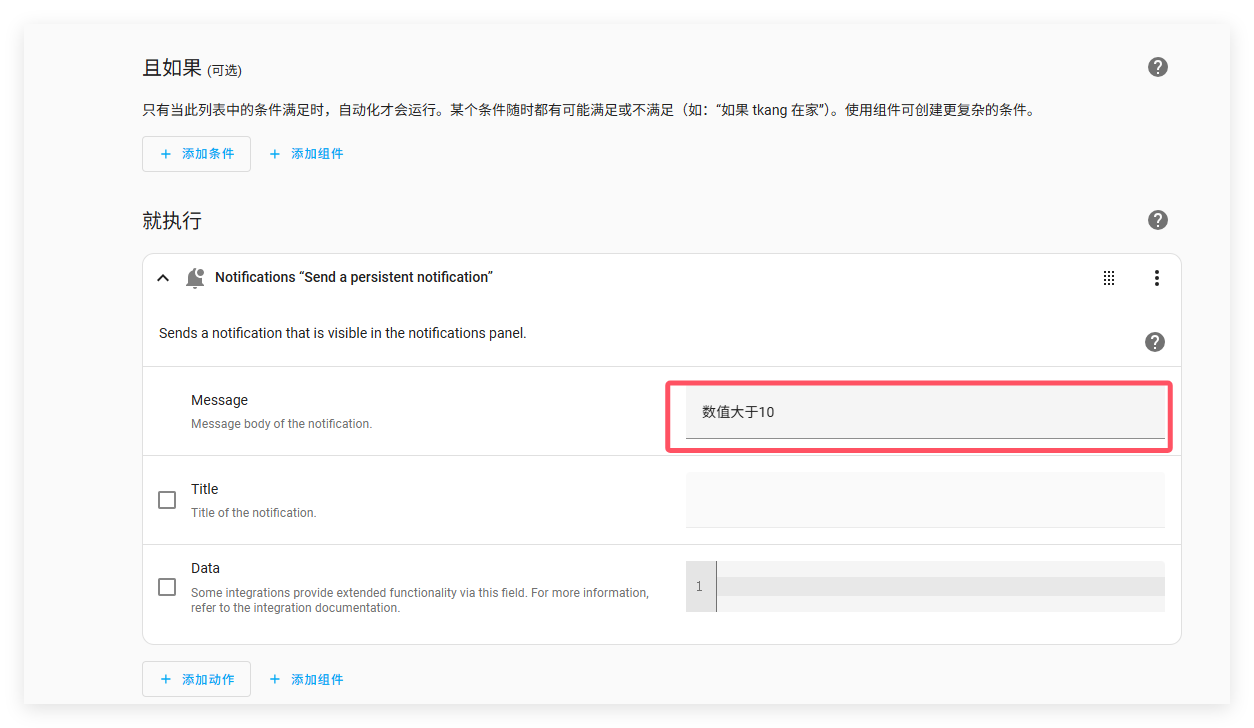 且如果 (可选)
只有当此列表中的条件满足时，自动化才会运行。某个条件随时都有可能满足或不满足（如：“如果 tkang 在家”）。使用组件可创建更复杂的条件。
+ 添加条件 + 添加组件
就执行
Notifications “Send a persistent notification”
Sends a notification that is visible in the notifications panel.
Message
Message body of the notification.
数值大于10
Title
Title of the notification.
Data
Some integrations provide extended functionality via this field. For more information,
refer to the integration documentation.
1
+ 添加动作 + 添加组件